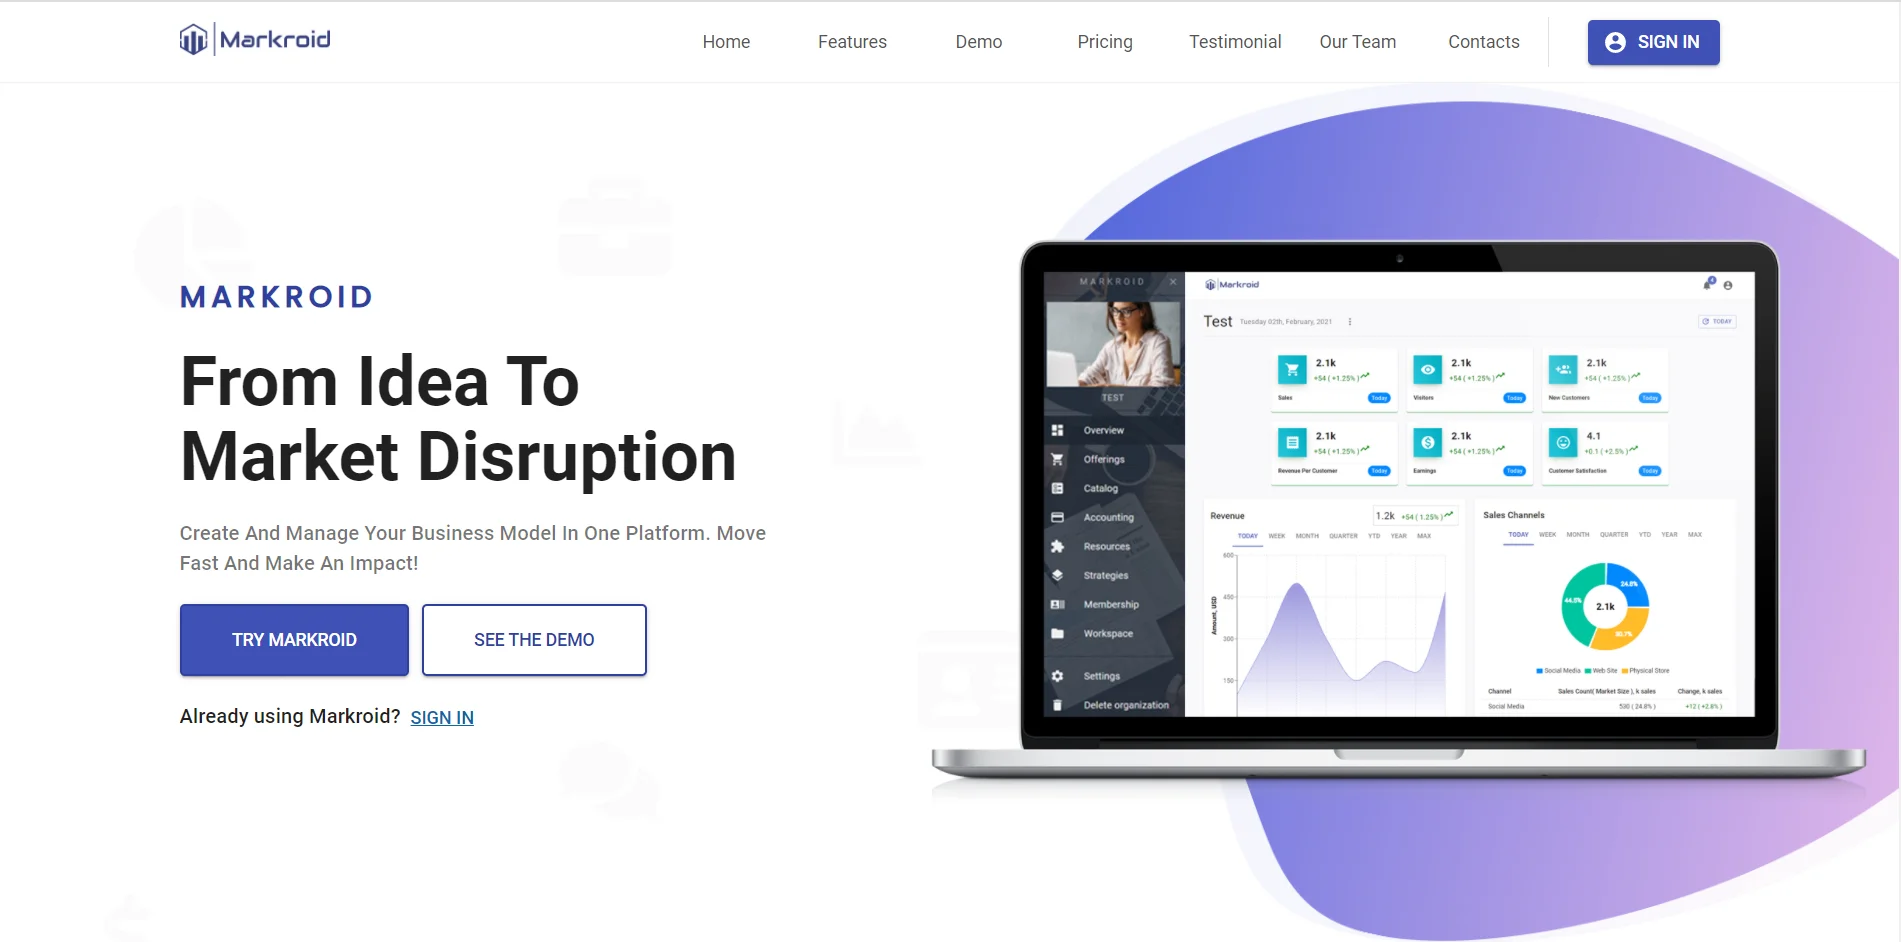 Markroid
Home Features Demo Pricing Testimonial Our Team Contacts SIGN IN
MARKROID
From Idea To
Market Disruption
Create And Manage Your Business Model In One Platform. Move
Fast And Make An Impact!
TRY MARKROID SEE THE DEMO
Already using Markroid? SIGN IN
MARKROID
TEST
Overview
Offerings
Catalog
Accounting
Resources
Strategies
Membership
Workspace
Settings
Delete organization
Markroid
Test Tuesday 02th, February, 2021 TODAY
2.1k
+54 ( +1.25% )
Sales Today
2.1k
+54 ( +1.25% )
Visitors Today
2.1k
+54 ( +1.25% )
New Customers Today
2.1k
+54 ( +1.25% )
Revenue Per Customer Today
2.1k
+54 ( +1.25% )
Earnings Today
4.1
+0.1 ( +2.5% )
Customer Satisfaction Today
Revenue 1.2k +54 ( 1.25% )
TODAY WEEK MONTH QUARTER YTD YEAR MAX
Amount, USD
600
450
300
150
Sales Channels
TODAY WEEK MONTH QUARTER YTD YEAR MAX
24.8%
44.5%
2.1k
30.7%
Social Media Web Site Physical Store
Channel Sales Count( Market Size ), k sales Change, k sales
Social Media 530 ( 24.8% ) +12 ( +2.8% )